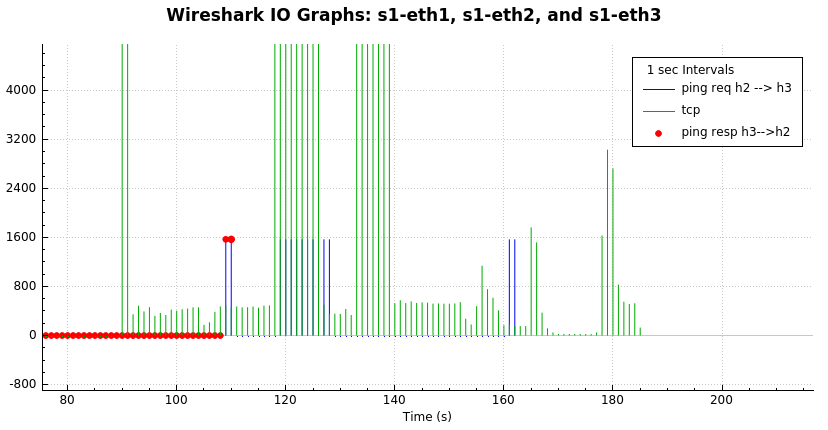 Wireshark IO Graphs: s1-eth1, s1-eth2, and s1-eth3
1 sec Intervals
ping req h2 --> h3
tcp
ping resp h3-->h2
4000
3200
2400
1600
800
0
-800
80 100 120 140 160 180 200
Time (s)